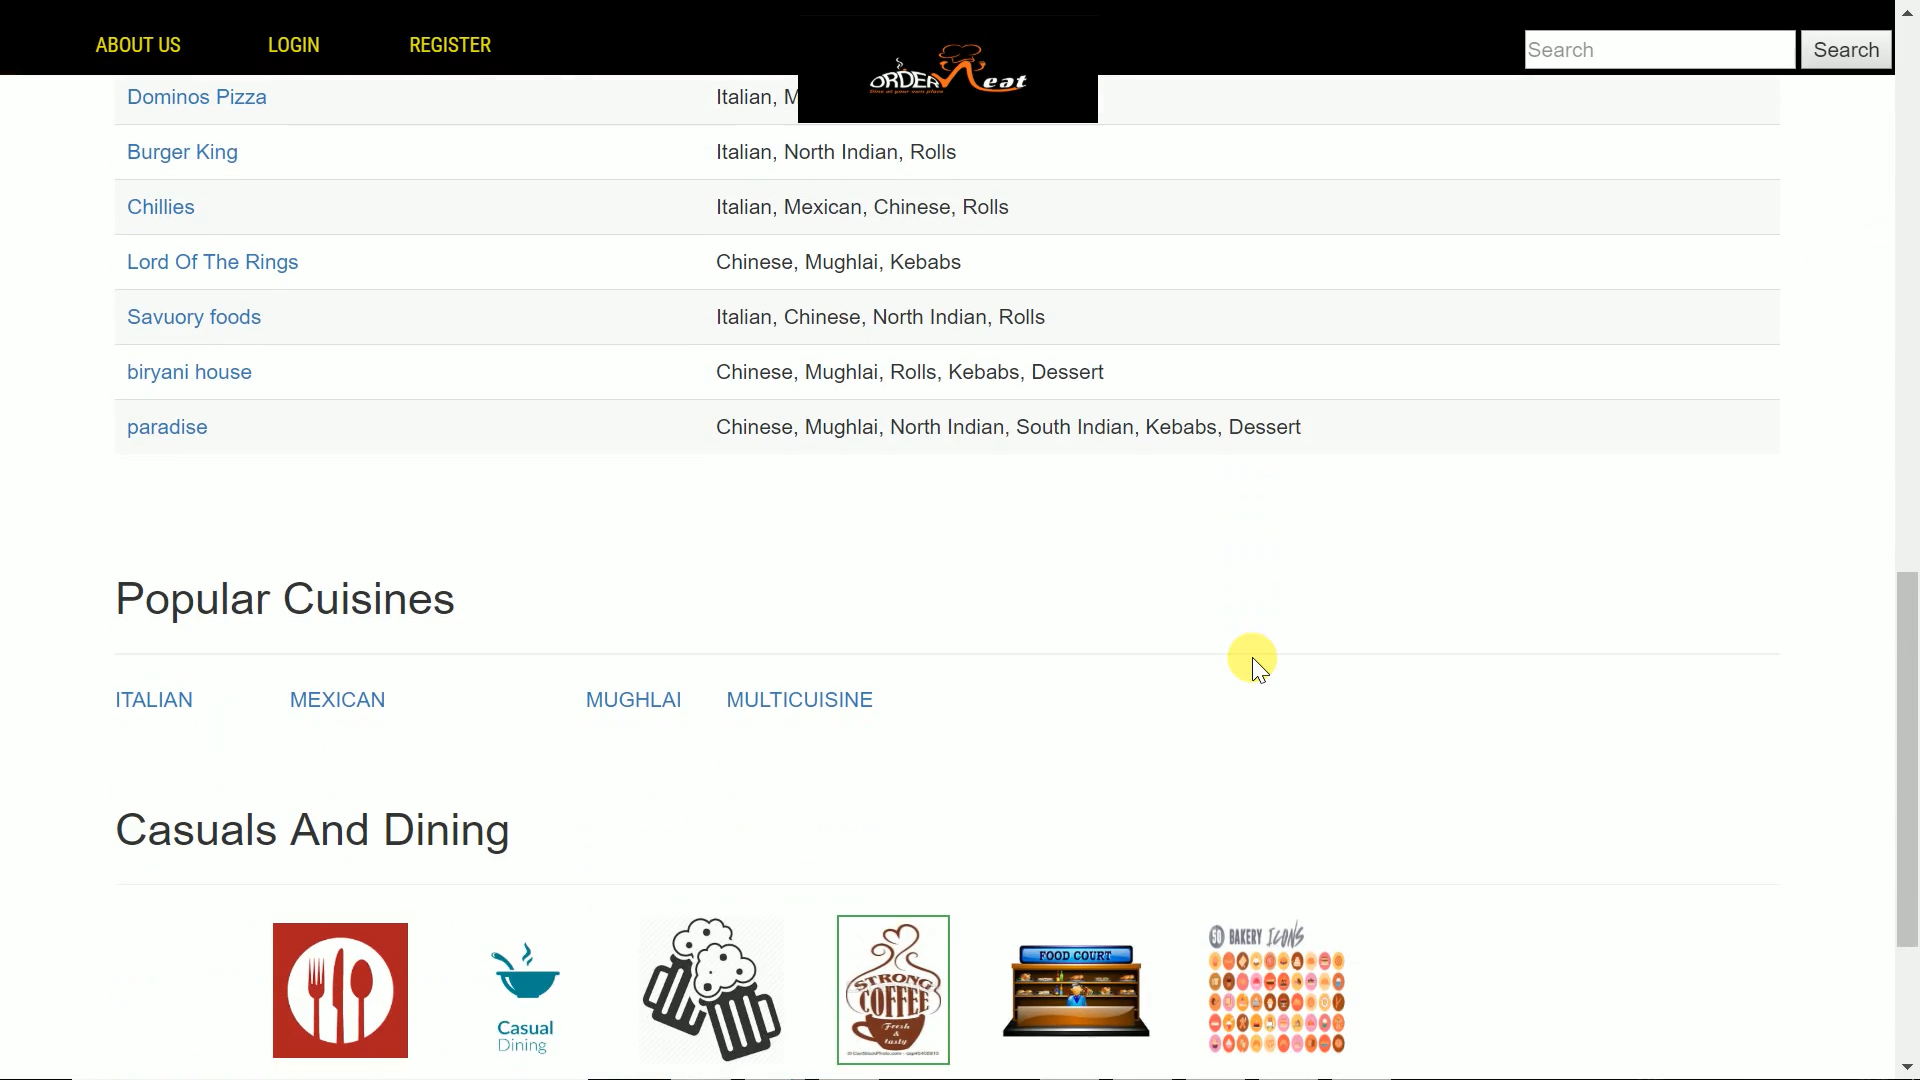 ABOUT US LOGIN REGISTER
ORDER eat
Search Search
Dominos Pizza Italian, M
Burger King Italian, North Indian, Rolls
Chillies Italian, Mexican, Chinese, Rolls
Lord Of The Rings Chinese, Mughlai, Kebabs
Savuory foods Italian, Chinese, North Indian, Rolls
biryani house Chinese, Mughlai, Rolls, Kebabs, Dessert
paradise Chinese, Mughlai, North Indian, South Indian, Kebabs, Dessert
Popular Cuisines
ITALIAN MEXICAN MUGHLAI MULTICUISINE
Casuals And Dining
Casual
Dining
STRONG
COFFEE
Fresh
&
tasty
FOOD COURT
50 BAKERY ICONS